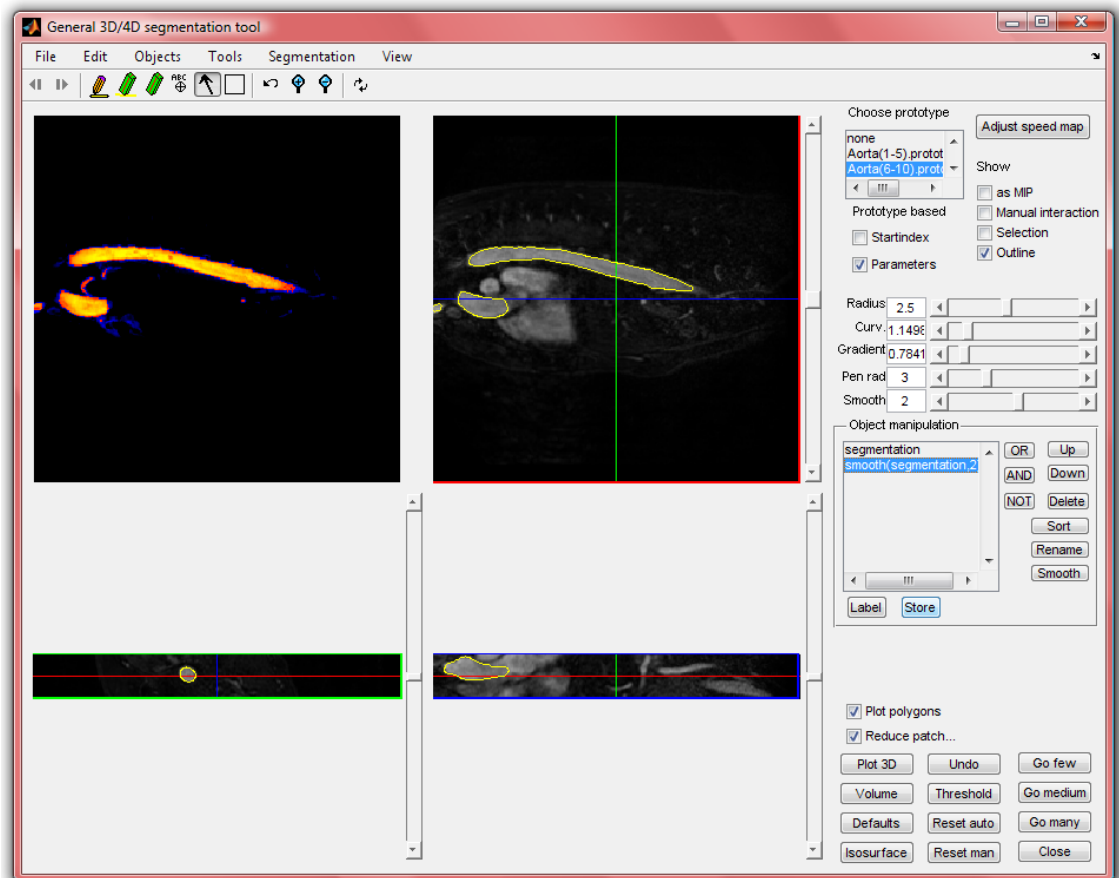 General 3D/4D segmentation tool
File Edit Objects Tools Segmentation View
ABC
Choose prototype
Adjust speed map
none
Aorta(1-5).protot
Aorta(6-10).proto
Show
as MIP
Manual interaction
Selection
Outline
Prototype based
Startindex
Parameters
Radius 2.5
Curv. 1.1498
Gradient 0.7841
Pen rad 3
Smooth 2
Object manipulation
segmentation
smooth(segmentation,2
OR Up
AND Down
NOT Delete
Sort
Rename
Smooth
Label Store
Plot polygons
Reduce patch...
Plot 3D Undo Go few
Volume Threshold Go medium
Defaults Reset auto Go many
Isosurface Reset man Close